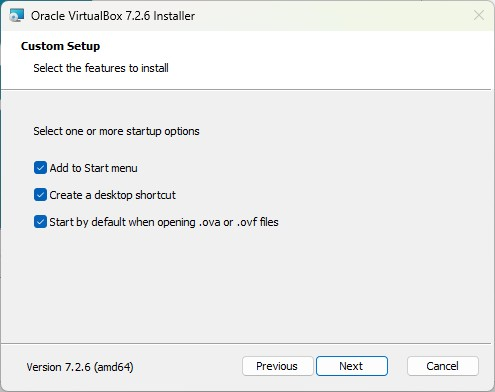 Oracle VirtualBox 7.2.6 Installer
Custom Setup
Select the features to install
Select one or more startup options
Add to Start menu
Create a desktop shortcut
Start by default when opening .ova or .ovf files
Version 7.2.6 (amd64)
Previous
Next
Cancel